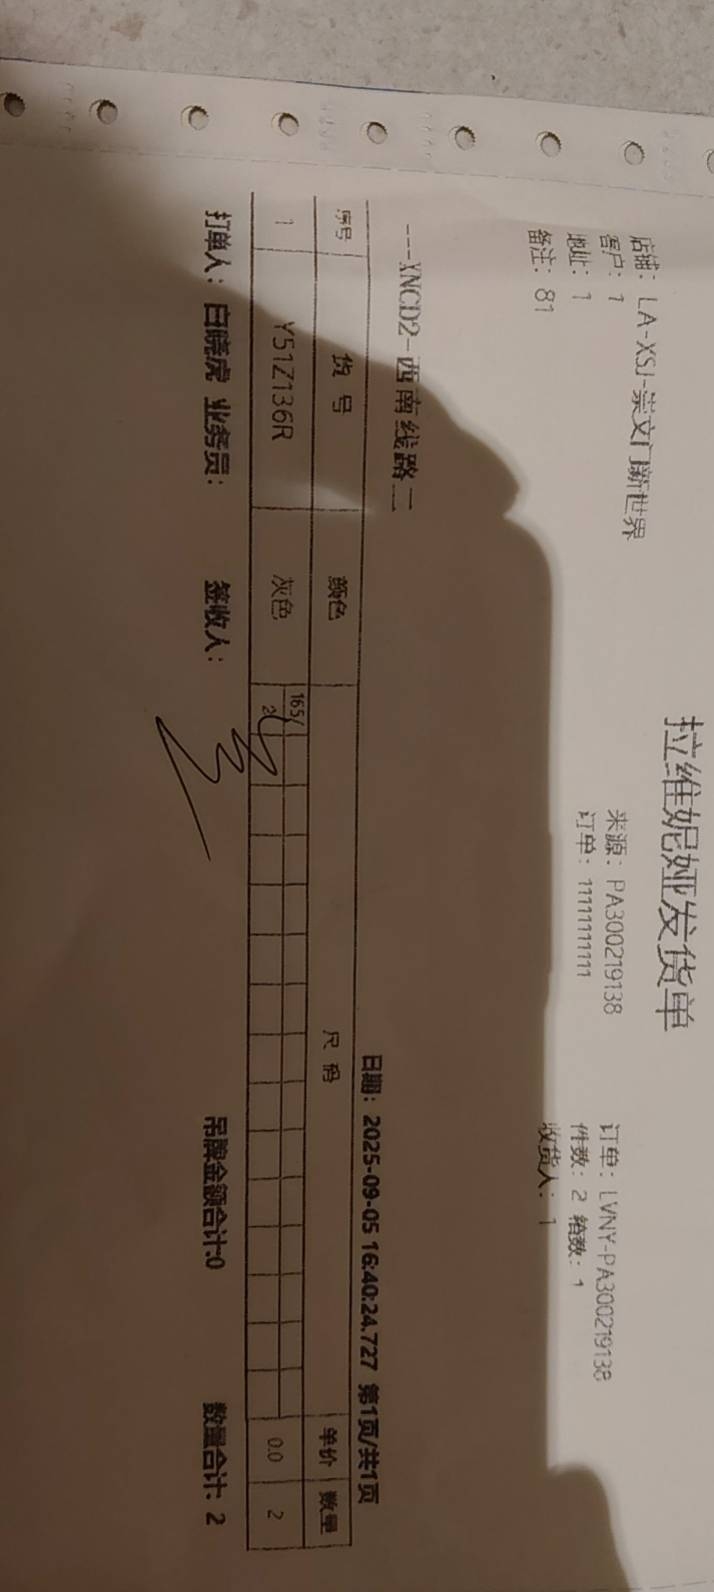 拉维妮娅发货单
店铺：LA-XSJ-崇文门新世界
客户：1
来源：PA300219138
订单：LVNY-PA300219138
地址：1
订单：11111111111
件数：2 箱数：1
备注：81
收货人：1
---XNCD2-西南线路二
日期：2025-09-05 16:40:24.727 第1页/共1页
序号 货号 颜色 尺码 单价 数量
165/
1 Y51Z136R 灰色 2 0.0 2
打单人：白晓虎 业务员： 签收人： 吊牌金额合计:0 数量合计: 2